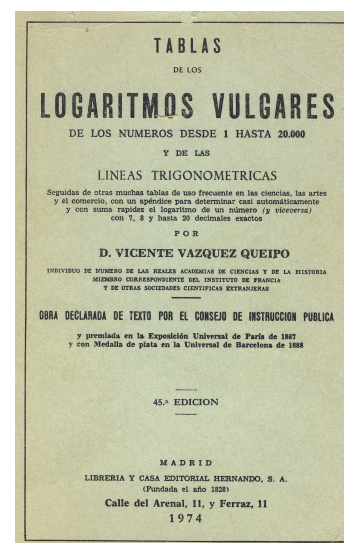 TABLAS
DE LOS
LOGARITMOS VULGARES
DE LOS NUMEROS DESDE 1 HASTA 20.000
Y DE LAS
LINEAS TRIGONOMETRICAS
Seguidas de otras muchas tablas de uso frecuente en las ciencias, las artes
y el comercio, con un apéndice para determinar casi automáticamente
y con suma rapidez el logaritmo de un número (y viceversa)
con 7, 8 y hasta 20 decimales exactos
POR
D. VICENTE VAZQUEZ QUEIPO
INDIVIDUO DE NUMERO DE LAS REALES ACADEMIAS DE CIENCIAS Y DE LA HISTORIA
MIEMBRO CORRESPONDIENTE DEL INSTITUTO DE FRANCIA
Y DE OTRAS SOCIEDADES CIENTIFICAS EXTRANJERAS
OBRA DECLARADA DE TEXTO POR EL CONSEJO DE INSTRUCCION PUBLICA
y premiada en la Exposición Universal de París de 1867
y con Medalla de plata en la Universal de Barcelona de 1888
45.ª EDICION
MADRID
LIBRERIA Y CASA EDITORIAL HERNANDO, S. A.
(Fundada el año 1828)
Calle del Arenal, 11, y Ferraz, 11
1974